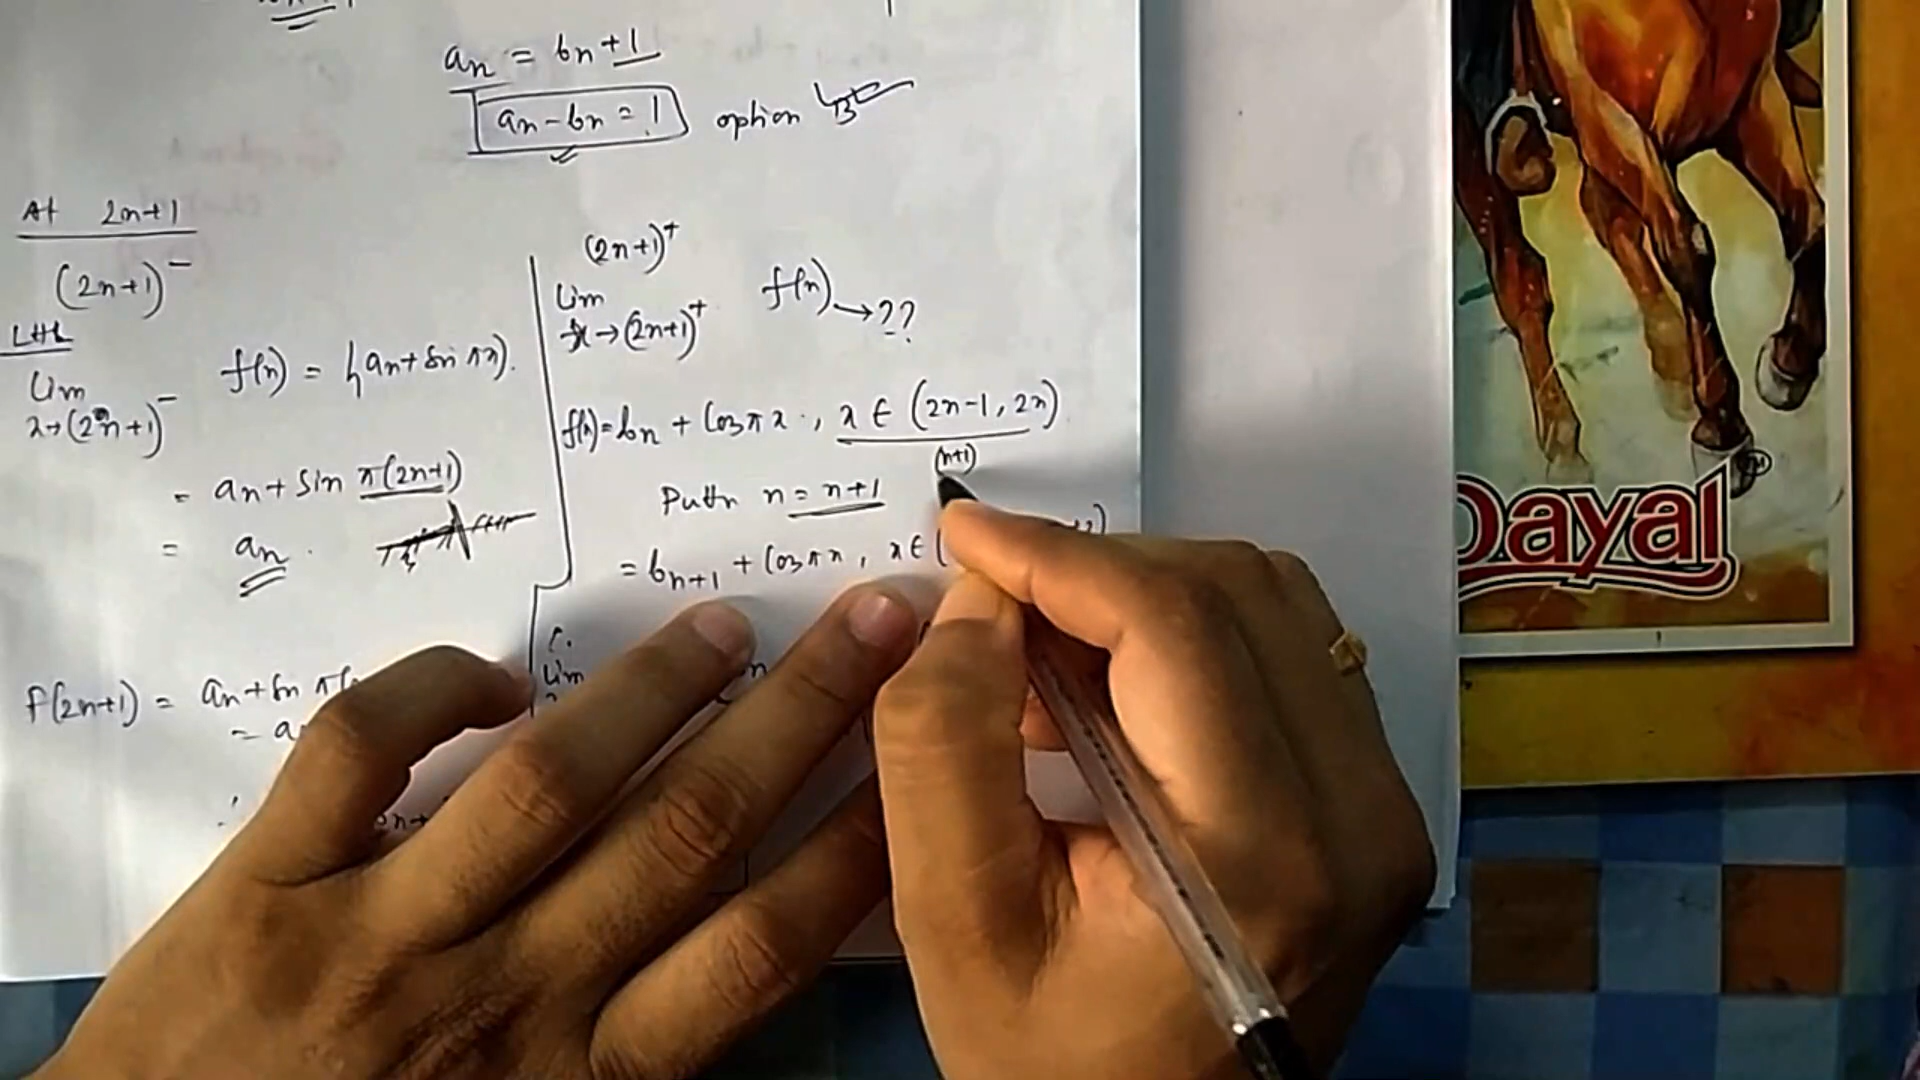 an = bn + 1
an - bn = 1 option B
At 2n+1
(2n+1)⁻
LHL
Lim f(x) = {an + sin πx}.
x→(2n+1)⁻
= an + sin π(2n+1)
= an.
f(2n+1) = an + sin π(
= a
(2n+1)⁺
Lim f(x) → ??
x→(2n+1)⁺
f(x) = bn + Cos πx., x ∈ (2n-1, 2n)
(n+1)
Puttn n = n+1
= bn+1 + Cos πx, x ∈ (
Lim
Dayal